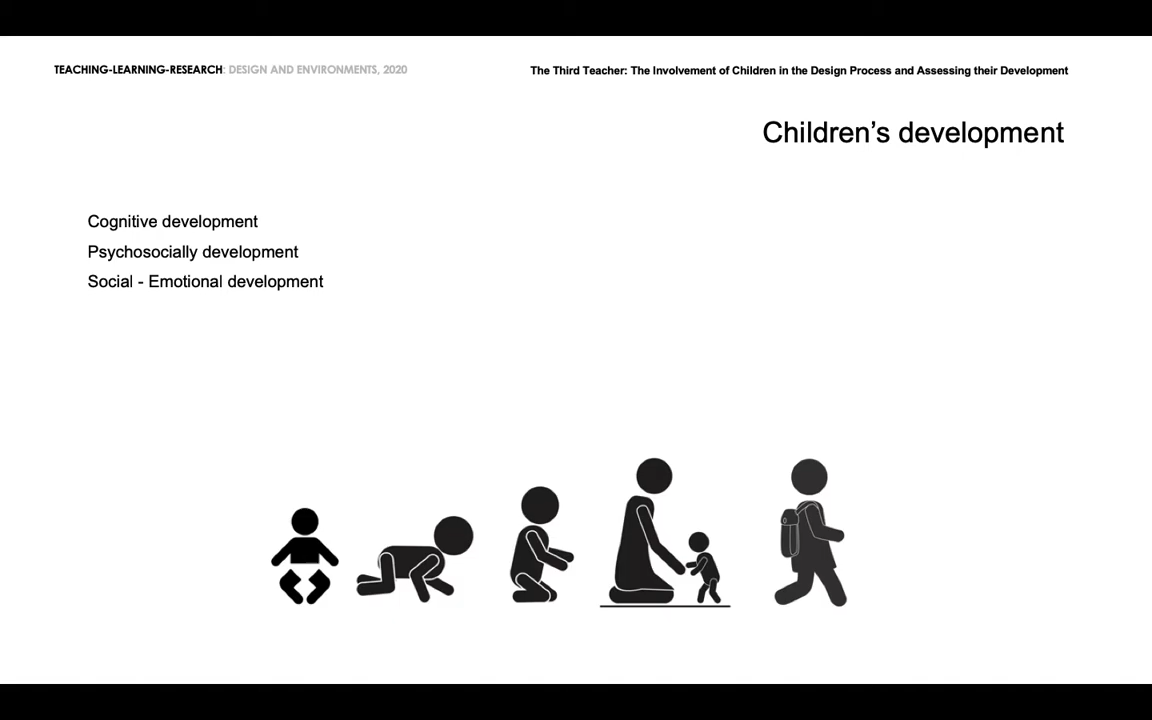 TEACHING-LEARNING-RESEARCH: DESIGN AND ENVIRONMENTS, 2020
The Third Teacher: The Involvement of Children in the Design Process and Assessing their Development
Children’s development
Cognitive development
Psychosocially development
Social - Emotional development